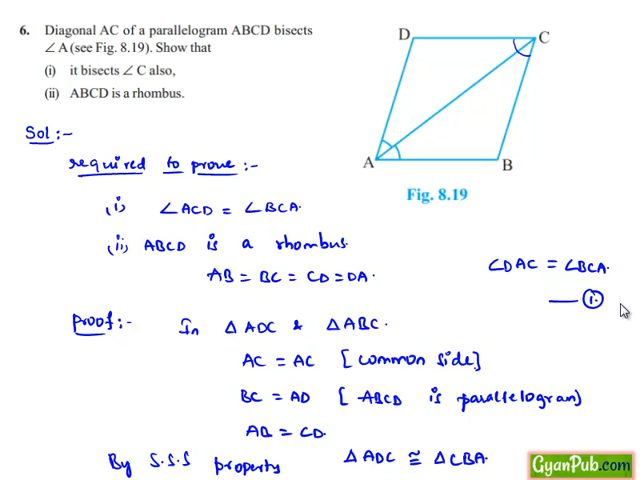 6. Diagonal AC of a parallelogram ABCD bisects
∠ A (see Fig. 8.19). Show that
(i) it bisects ∠ C also,
(ii) ABCD is a rhombus.
D
C
A
B
Fig. 8.19
Sol :-
required to prove :-
(i) ∠ACD = ∠BCA.
(ii) ABCD is a rhombus.
AB = BC = CD = DA.
∠DAC = ∠BCA.
— (i)
Proof :- In △ ADC & △ ABC.
AC = AC [common side]
BC = AD [ ABCD is parallelogram)
AB = CD.
By S.S.S property △ ADC ≅ △ CBA.
GyanPub.com